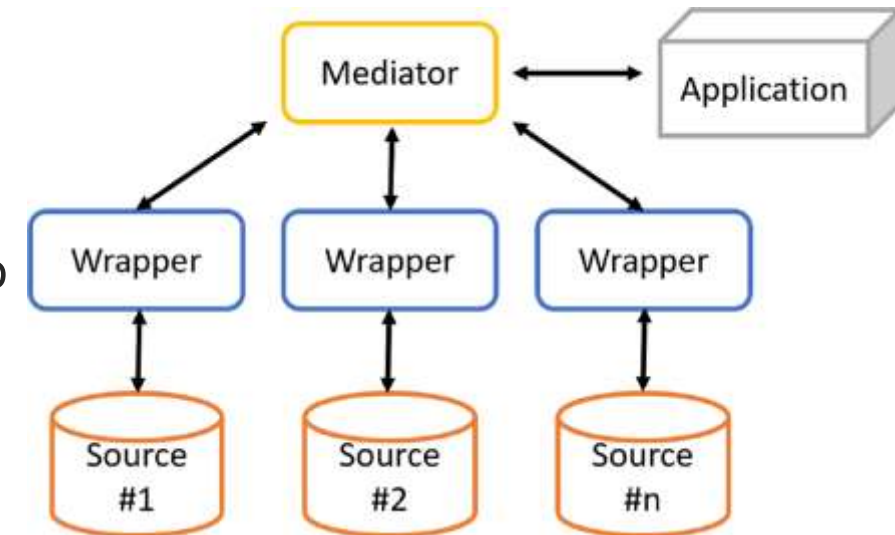 Mediator
Application
Wrapper
Wrapper
Wrapper
Source
#1
Source
#2
Source
#n